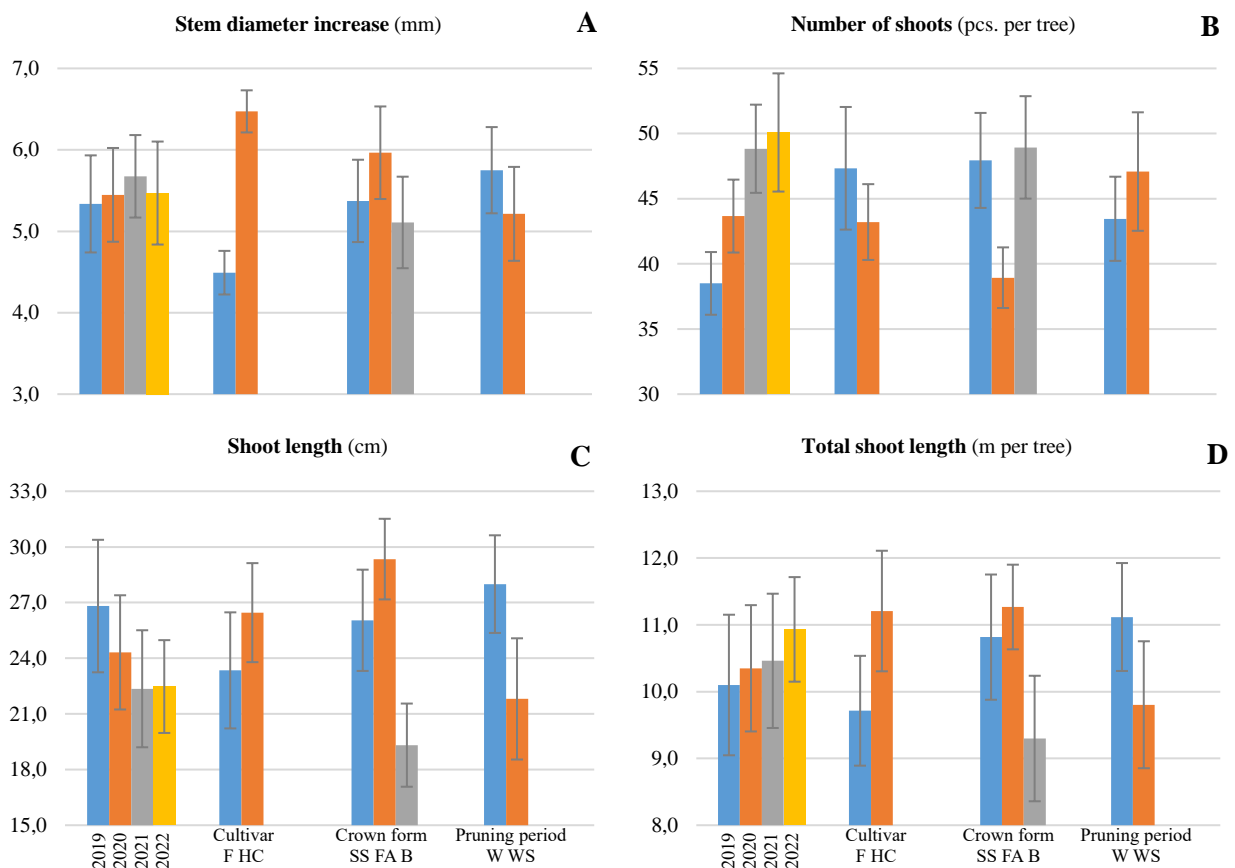 Stem diameter increase (mm) A
7,0
6,0
5,0
4,0
3,0
Number of shoots (pcs. per tree) B
55
50
45
40
35
30
Shoot length (cm) C
33,0
30,0
27,0
24,0
21,0
18,0
15,0
2019 2020 2021 2022
Cultivar
F HC
Crown form
SS FA B
Pruning period
W WS
Total shoot length (m per tree) D
13,0
12,0
11,0
10,0
9,0
8,0
2019 2020 2021 2022
Cultivar
F HC
Crown form
SS FA B
Pruning period
W WS